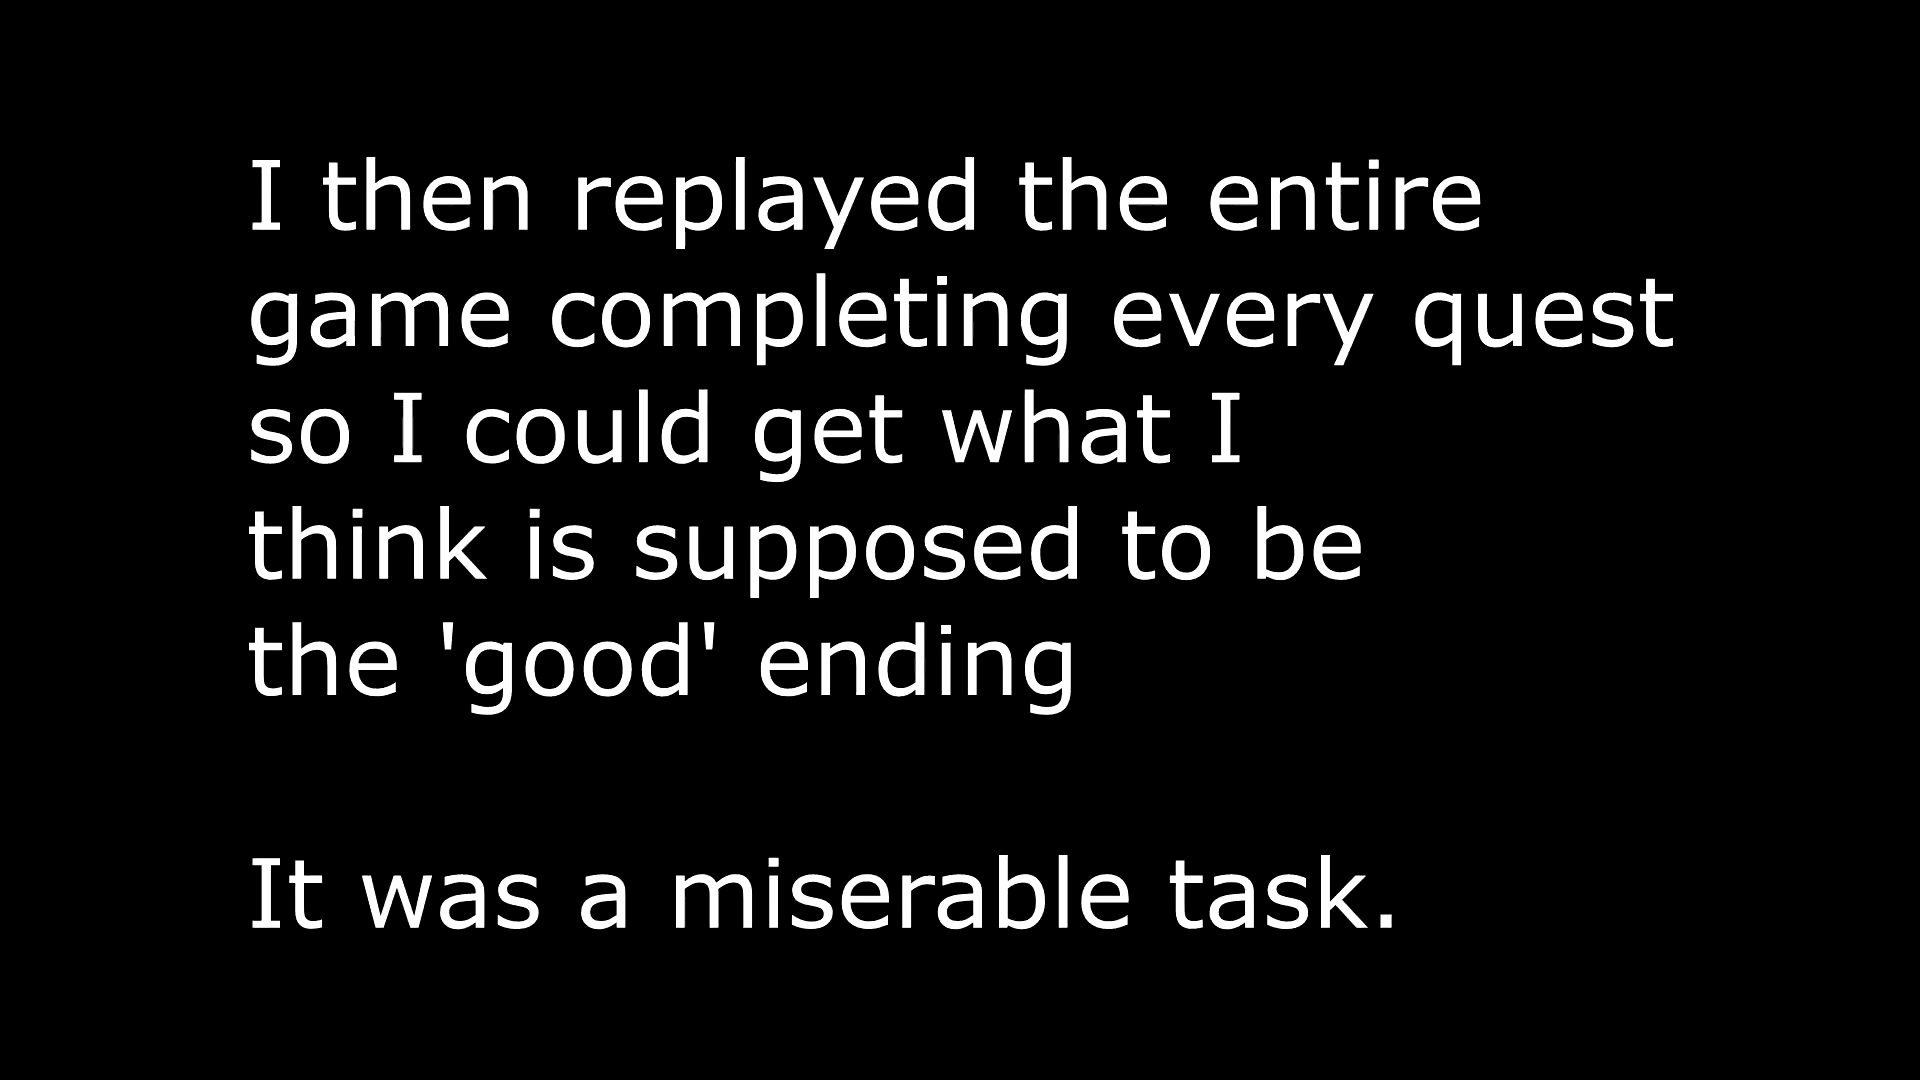 I then replayed the entire
game completing every quest
so I could get what I
think is supposed to be
the 'good' ending
It was a miserable task.